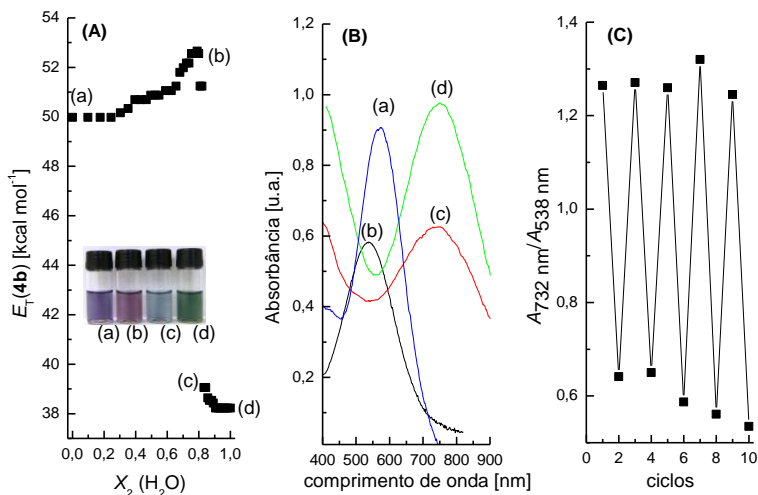 (A)
54
52
50
48
46
44
42
40
38
E_T(4b) [kcal mol⁻¹]
(a)
(b)
(a) (b) (c) (d)
(c)
(d)
0,0 0,2 0,4 0,6 0,8 1,0
X₂ (H₂O)
(B)
1,2
1,0
0,8
0,6
0,4
0,2
Absorbância [u.a.]
(a)
(d)
(b)
(c)
400 500 600 700 800 900
comprimento de onda [nm]
(C)
1,4
1,2
1,0
0,8
0,6
A₇₃₂ ₙₘ/A₅₃₈ ₙₘ
0 2 4 6 8 10
ciclos